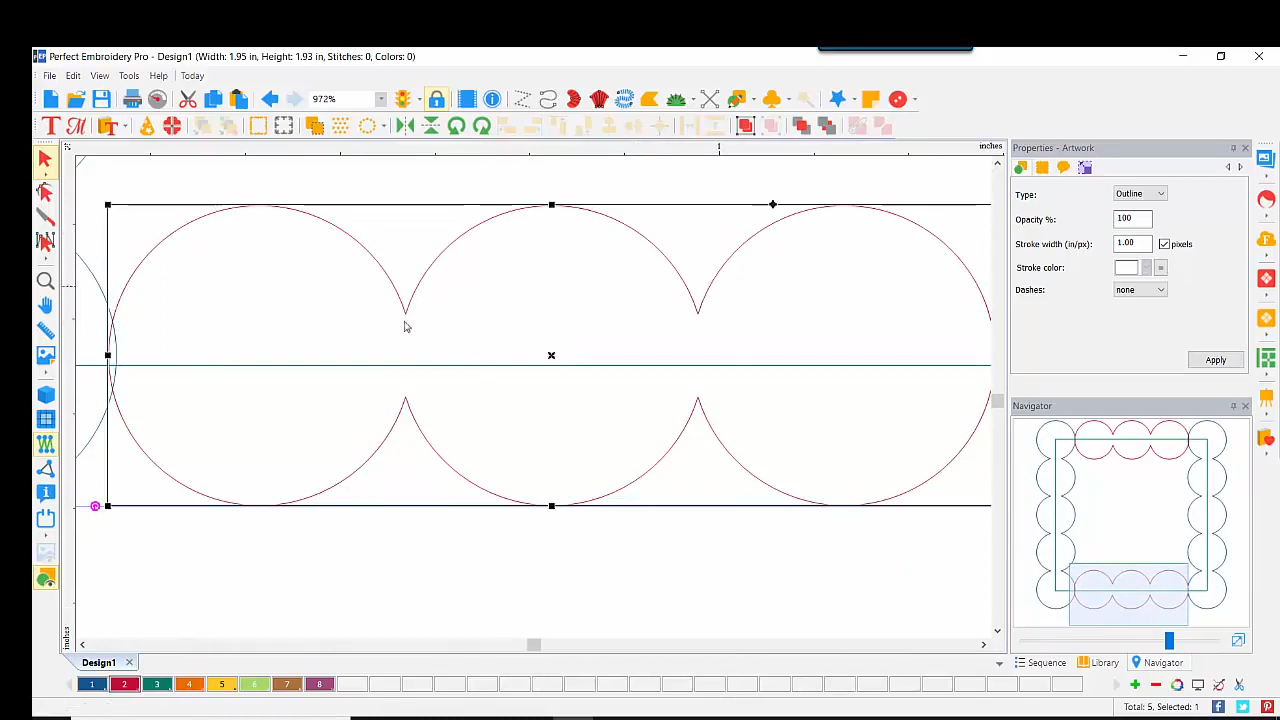 Perfect Embroidery Pro - Design1 (Width: 1.95 in, Height: 1.93 in, Stitches: 0, Colors: 0)
File Edit View Tools Help Today
972%
inches
1
Properties - Artwork
Type: Outline
Opacity %: 100
Stroke width (in/px): 1.00 pixels
Stroke color:
Dashes: none
Apply
Navigator
inches
Design1
Sequence Library Navigator
1 2 3 4 5 6 7 8
Total: 5, Selected: 1